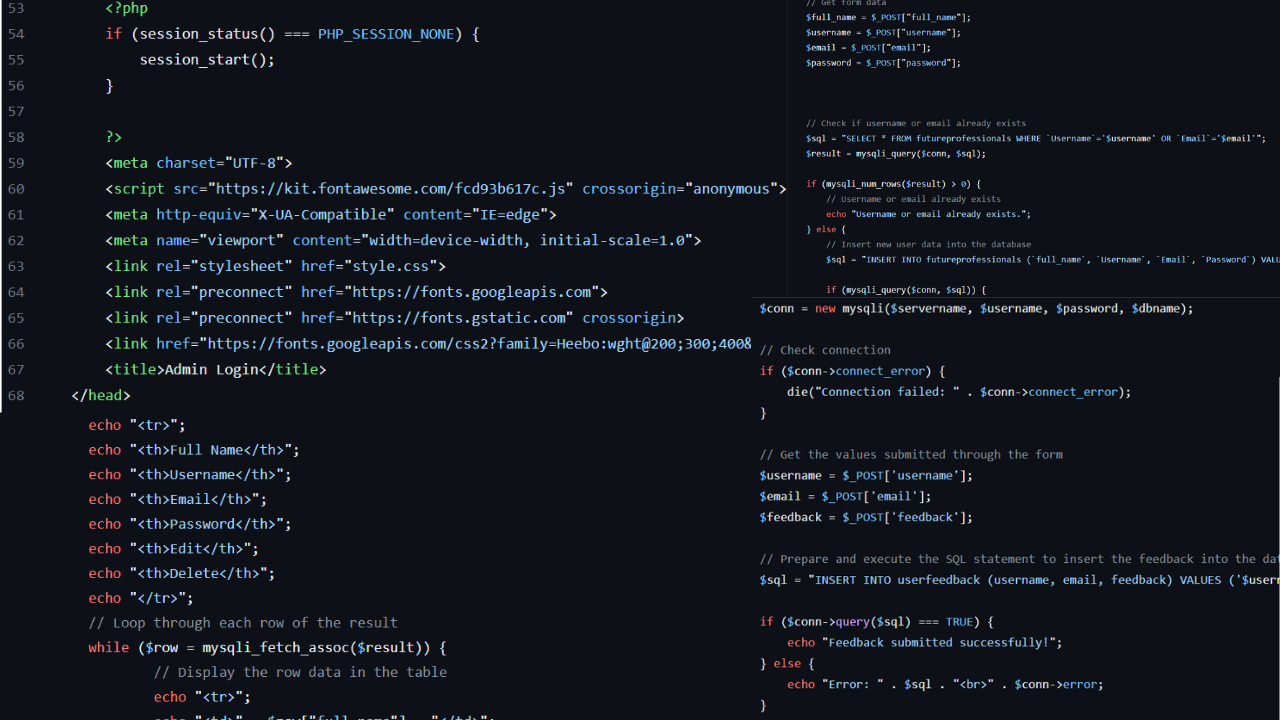 53 <?php
54 if (session_status() === PHP_SESSION_NONE) {
55 session_start();
56 }
57
58 ?>
59 <meta charset="UTF-8">
60 <script src="https://kit.fontawesome.com/fcd93b617c.js" crossorigin="anonymous">
61 <meta http-equiv="X-UA-Compatible" content="IE=edge">
62 <meta name="viewport" content="width=device-width, initial-scale=1.0">
63 <link rel="stylesheet" href="style.css">
64 <link rel="preconnect" href="https://fonts.googleapis.com">
65 <link rel="preconnect" href="https://fonts.gstatic.com" crossorigin>
66 <link href="https://fonts.googleapis.com/css2?family=Heebo:wght@200;300;400&
67 <title>Admin Login</title>
68 </head>
echo "<tr>";
echo "<th>Full Name</th>";
echo "<th>Username</th>";
echo "<th>Email</th>";
echo "<th>Password</th>";
echo "<th>Edit</th>";
echo "<th>Delete</th>";
echo "</tr>";
// Loop through each row of the result
while ($row = mysqli_fetch_assoc($result)) {
// Display the row data in the table
echo "<tr>";
// Get form data
$full_name = $_POST["full_name"];
$username = $_POST["username"];
$email = $_POST["email"];
$password = $_POST["password"];
// Check if username or email already exists
$sql = "SELECT * FROM futureprofessionals WHERE `Username`='$username' OR `Email`='$email'";
$result = mysqli_query($conn, $sql);
if (mysqli_num_rows($result) > 0) {
// Username or email already exists
echo "Username or email already exists.";
} else {
// Insert new user data into the database
$sql = "INSERT INTO futureprofessionals (`full_name`, `Username`, `Email`, `Password`) VALU
if (mysqli_query($conn, $sql)) {
$conn = new mysqli($servername, $username, $password, $dbname);
// Check connection
if ($conn->connect_error) {
die("Connection failed: " . $conn->connect_error);
}
// Get the values submitted through the form
$username = $_POST['username'];
$email = $_POST['email'];
$feedback = $_POST['feedback'];
// Prepare and execute the SQL statement to insert the feedback into the dat
$sql = "INSERT INTO userfeedback (username, email, feedback) VALUES ('$usern
if ($conn->query($sql) === TRUE) {
echo "Feedback submitted successfully!";
} else {
echo "Error: " . $sql . "<br>" . $conn->error;
}